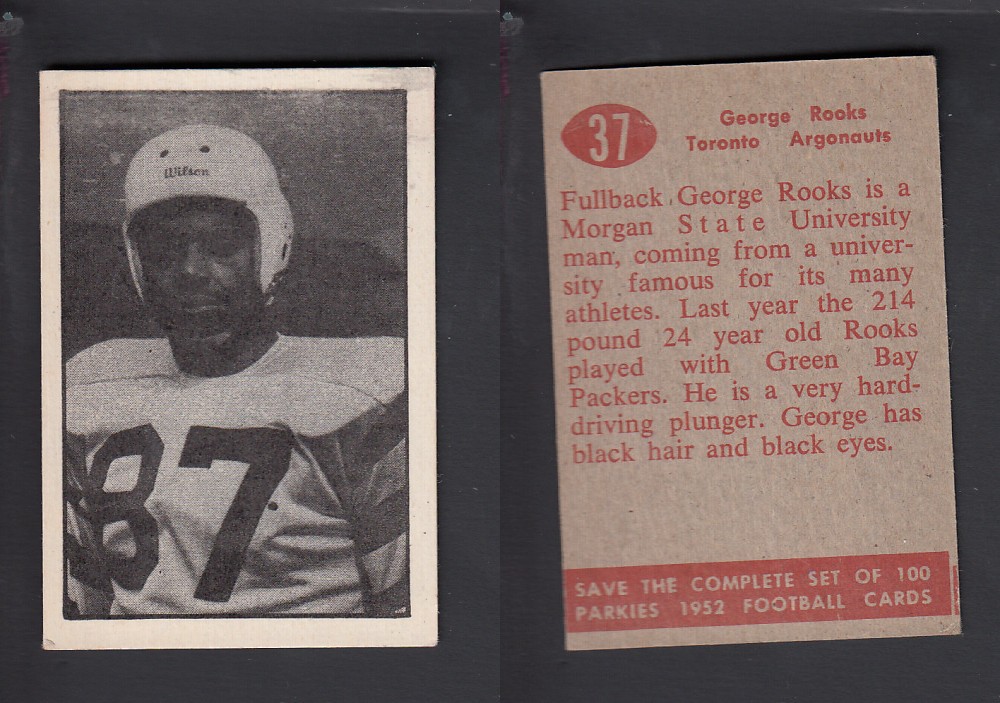 Wilson
87
37
George Rooks
Toronto Argonauts
Fullback George Rooks is a
Morgan State University
man, coming from a univer-
sity famous for its many
athletes. Last year the 214
pound 24 year old Rooks
played with Green Bay
Packers. He is a very hard-
driving plunger. George has
black hair and black eyes.
SAVE THE COMPLETE SET OF 100
PARKIES 1952 FOOTBALL CARDS